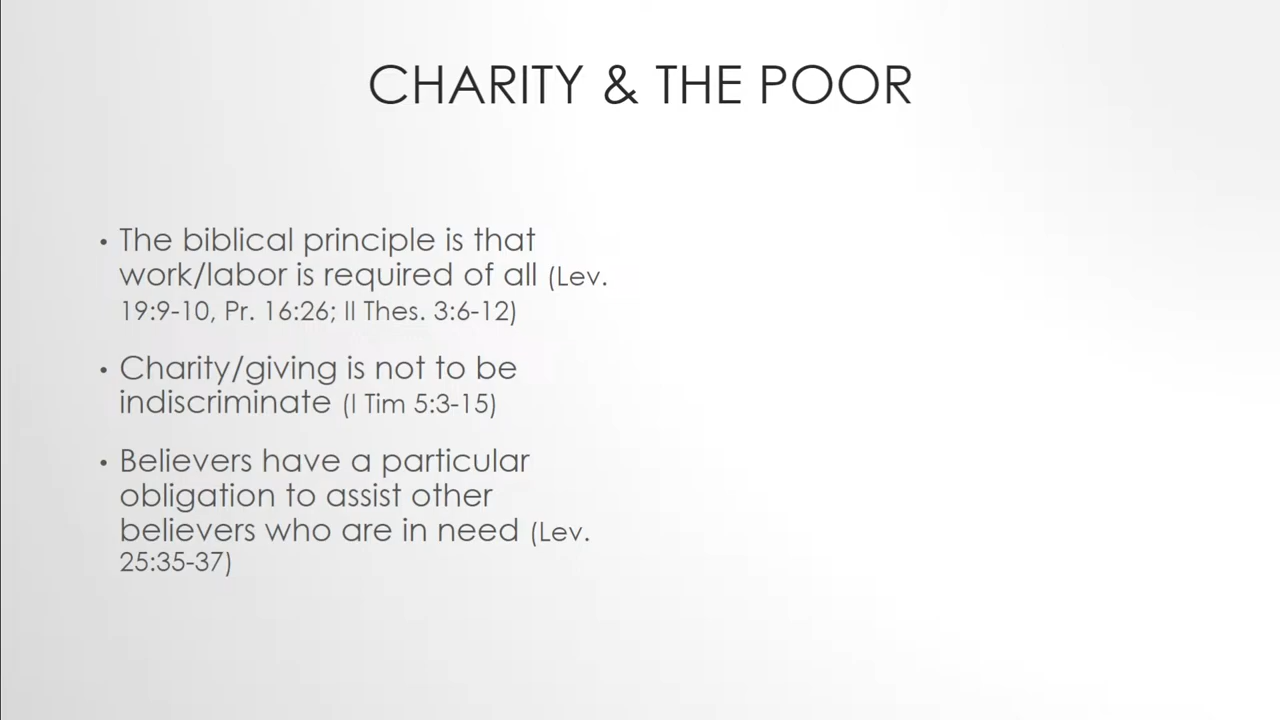 CHARITY & THE POOR
• The biblical principle is that
work/labor is required of all (Lev.
19:9-10, Pr. 16:26; II Thes. 3:6-12)
• Charity/giving is not to be
indiscriminate (I Tim 5:3-15)
• Believers have a particular
obligation to assist other
believers who are in need (Lev.
25:35-37)